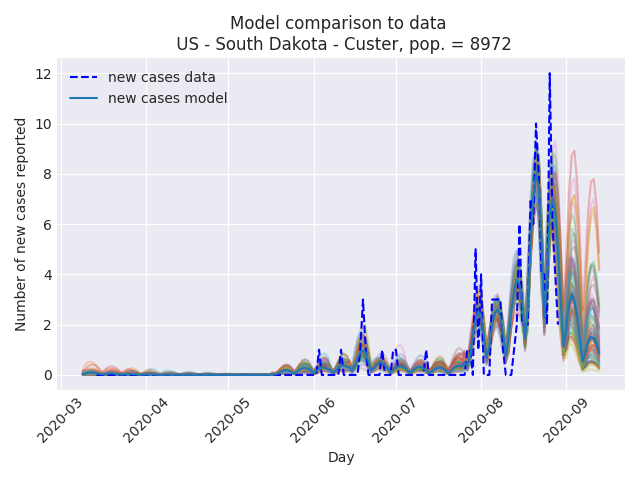 Model comparison to data
US - South Dakota - Custer, pop. = 8972
new cases data
new cases model
Number of new cases reported
12
10
8
6
4
2
0
2020-03
2020-04
2020-05
2020-06
2020-07
2020-08
2020-09
Day